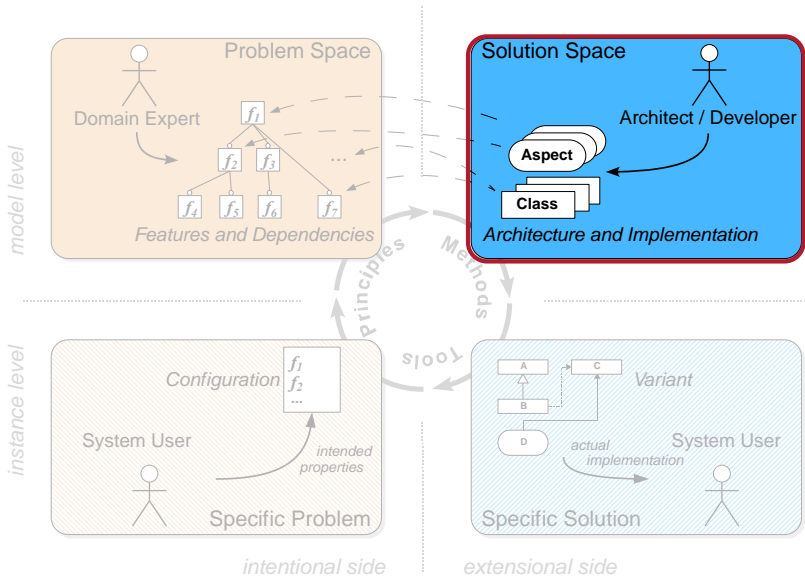 Problem Space
Domain Expert
f1
f2
f3
...
f4
f5
f6
f7
Features and Dependencies
Solution Space
Architect / Developer
Aspect
Class
Architecture and Implementation
model level
Principles
Methods
Tools
instance level
Configuration
f1
f2
...
System User
intended
properties
Specific Problem
A
C
B
D
Variant
actual
implementation
System User
Specific Solution
intentional side
extensional side